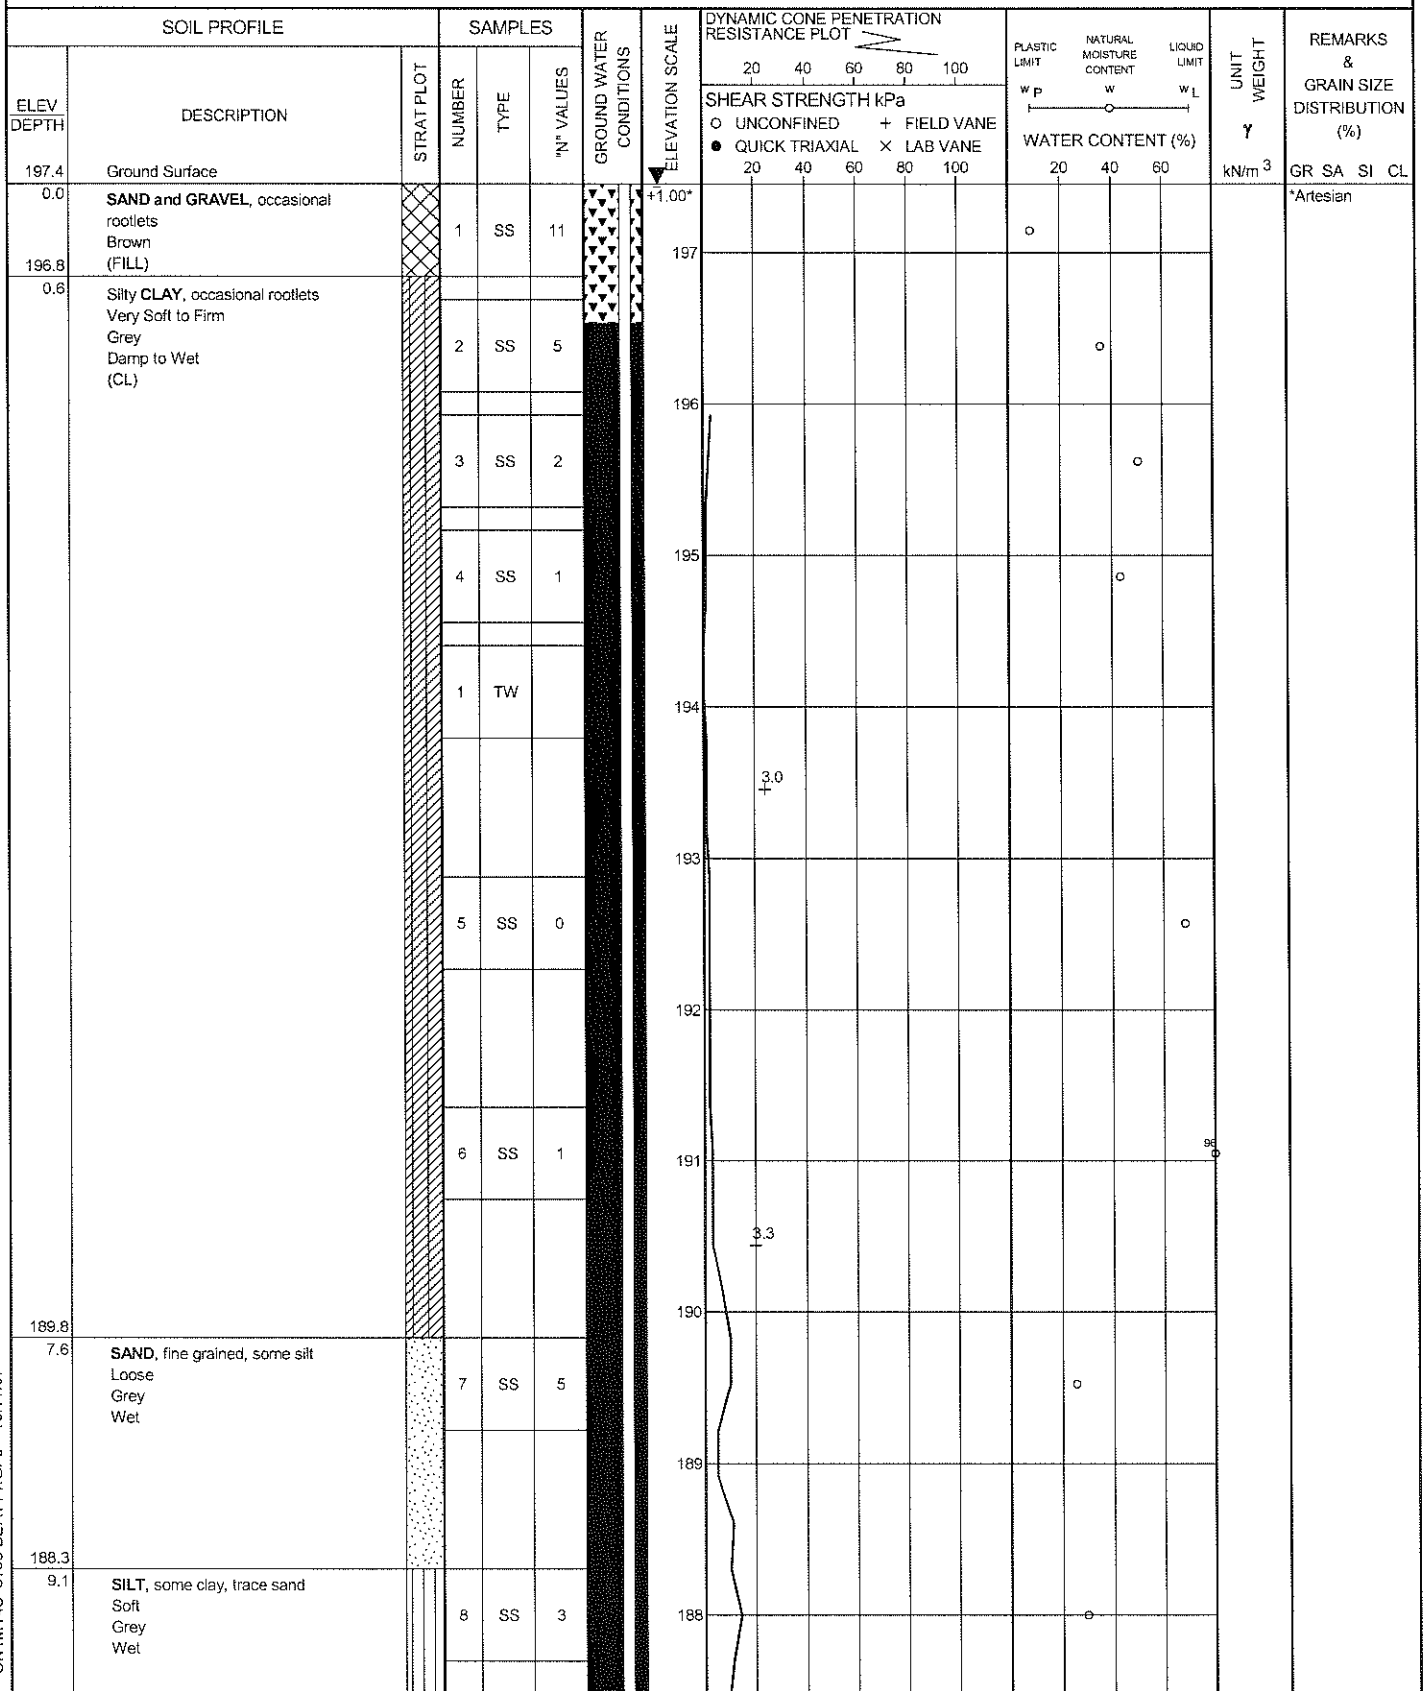 SOIL PROFILE
SAMPLES
GROUND WATER
CONDITIONS
ELEVATION SCALE
DYNAMIC CONE PENETRATION
RESISTANCE PLOT
20 40 60 80 100
PLASTIC
LIMIT
NATURAL
MOISTURE
CONTENT
LIQUID
LIMIT
W P
W
W L
UNIT
WEIGHT
γ
kN/m 3
REMARKS
&
GRAIN SIZE
DISTRIBUTION
(%)
GR SA SI CL
ELEV
DEPTH
DESCRIPTION
STRAT PLOT
NUMBER
TYPE
"N" VALUES
SHEAR STRENGTH kPa
○ UNCONFINED + FIELD VANE
● QUICK TRIAXIAL × LAB VANE
20 40 60 80 100
WATER CONTENT (%)
20 40 60
197.4 Ground Surface
0.0 SAND and GRAVEL, occasional
rootlets
Brown
(FILL)
1 SS 11
+1.00*
*Artesian
197
196.8
0.6 Silty CLAY, occasional rootlets
Very Soft to Firm
Grey
Damp to Wet
(CL)
2 SS 5
196
3 SS 2
195
4 SS 1
1 TW
194
3.0
193
5 SS 0
192
6 SS 1
191
3.3
190
189.8
7.6 SAND, fine grained, some silt
Loose
Grey
Wet
7 SS 5
189
188.3
9.1 SILT, some clay, trace sand
Soft
Grey
Wet
8 SS 3
188